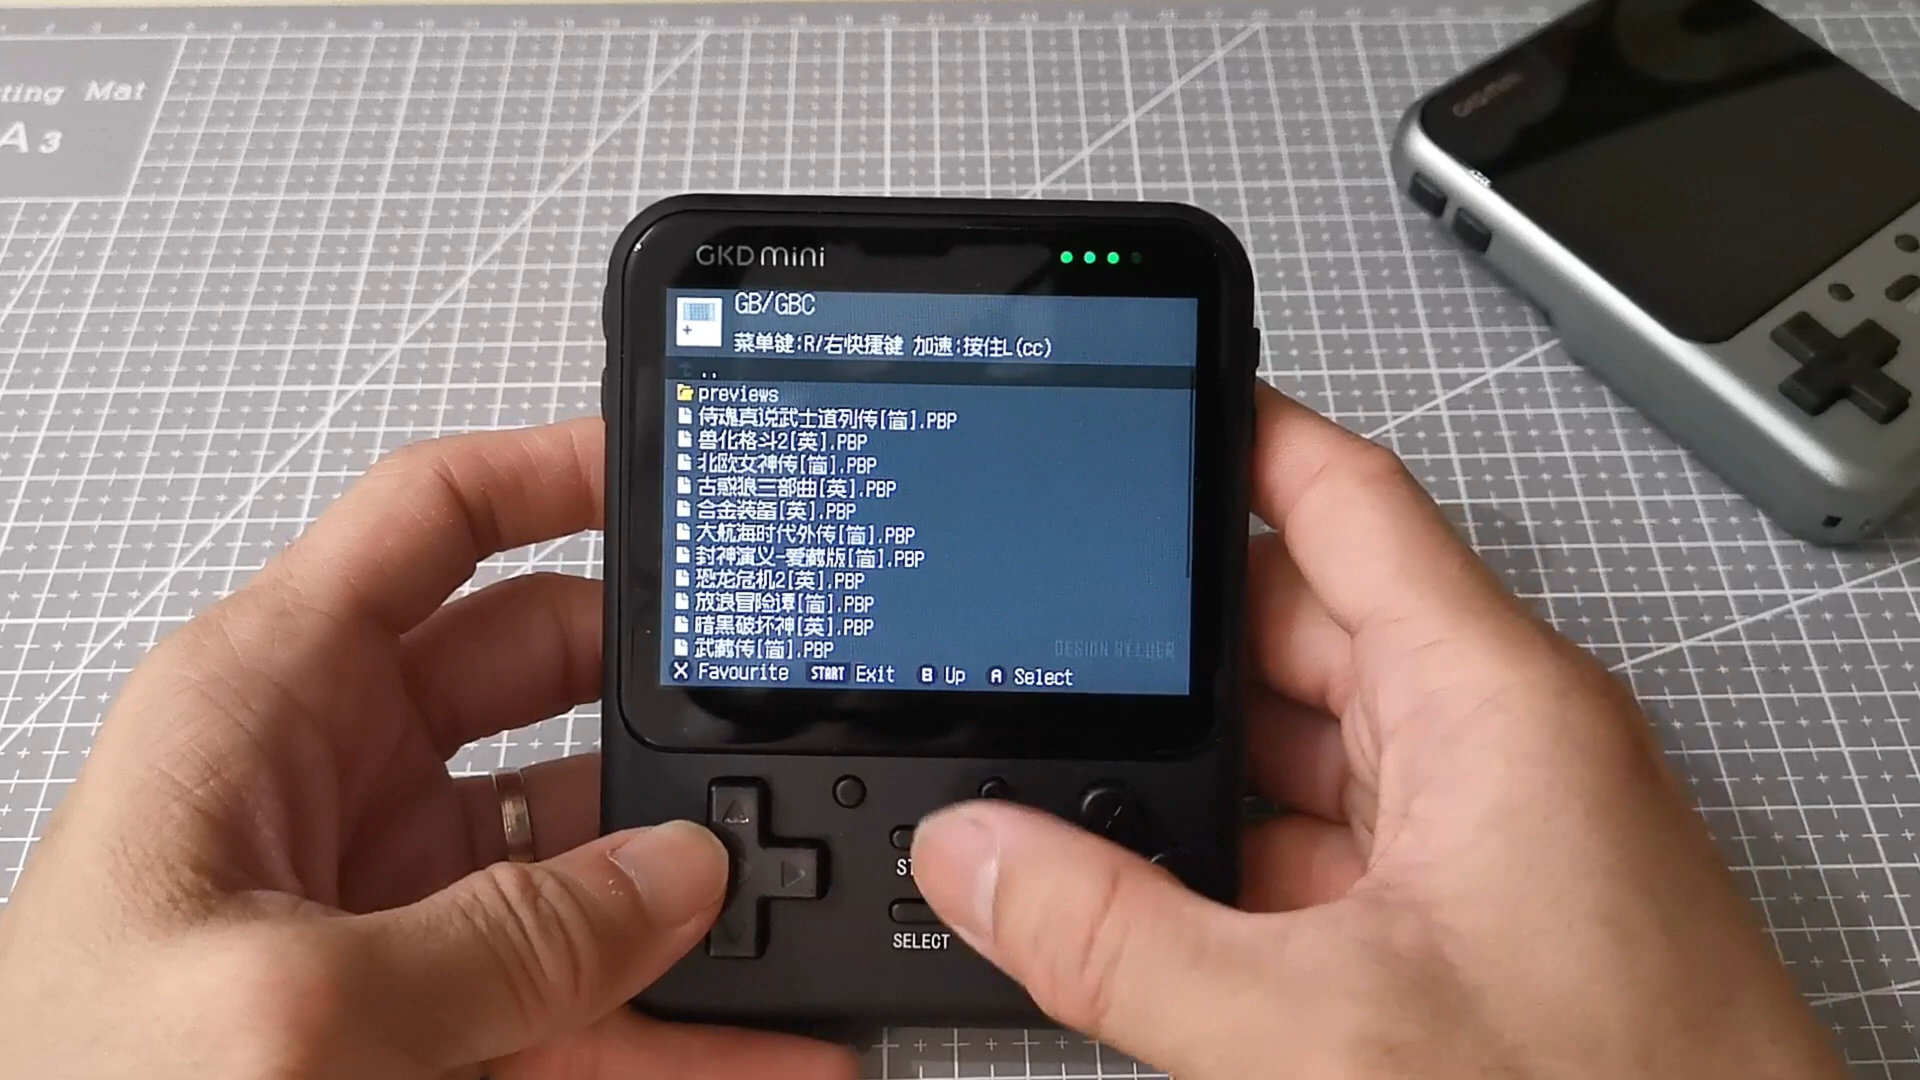 tting Mat
A3
GKD mini
GB/GBC
菜单键:R/右快捷键 加速:按住L(cc)
..
previews
侍魂真说武士道列传[简].PBP
兽化格斗2[英].PBP
北欧女神传[简].PBP
古惑狼三部曲[英].PBP
合金装备[英].PBP
大航海时代外传[简].PBP
封神演义-爱藏版[简].PBP
恐龙危机2[英].PBP
放浪冒险谭[简].PBP
暗黑破坏神[英].PBP
武藏传[简].PBP
DESIGN BY
X Favourite START Exit B Up A Select
ST
SELECT